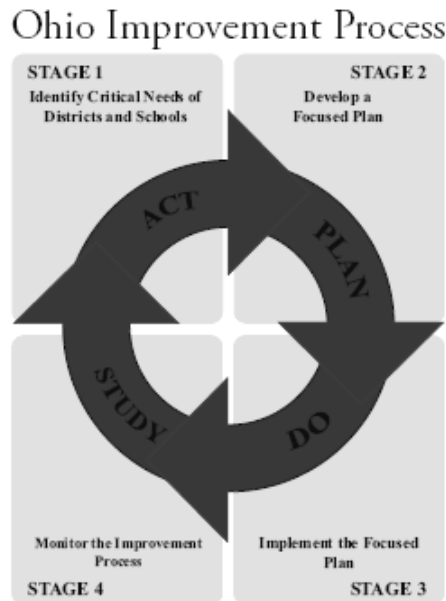 Ohio Improvement Process
STAGE 1
Identify Critical Needs of
Districts and Schools
STAGE 2
Develop a
Focused Plan
ACT
PLAN
STUDY
DO
Monitor the Improvement
Process
STAGE 4
Implement the Focused
Plan
STAGE 3